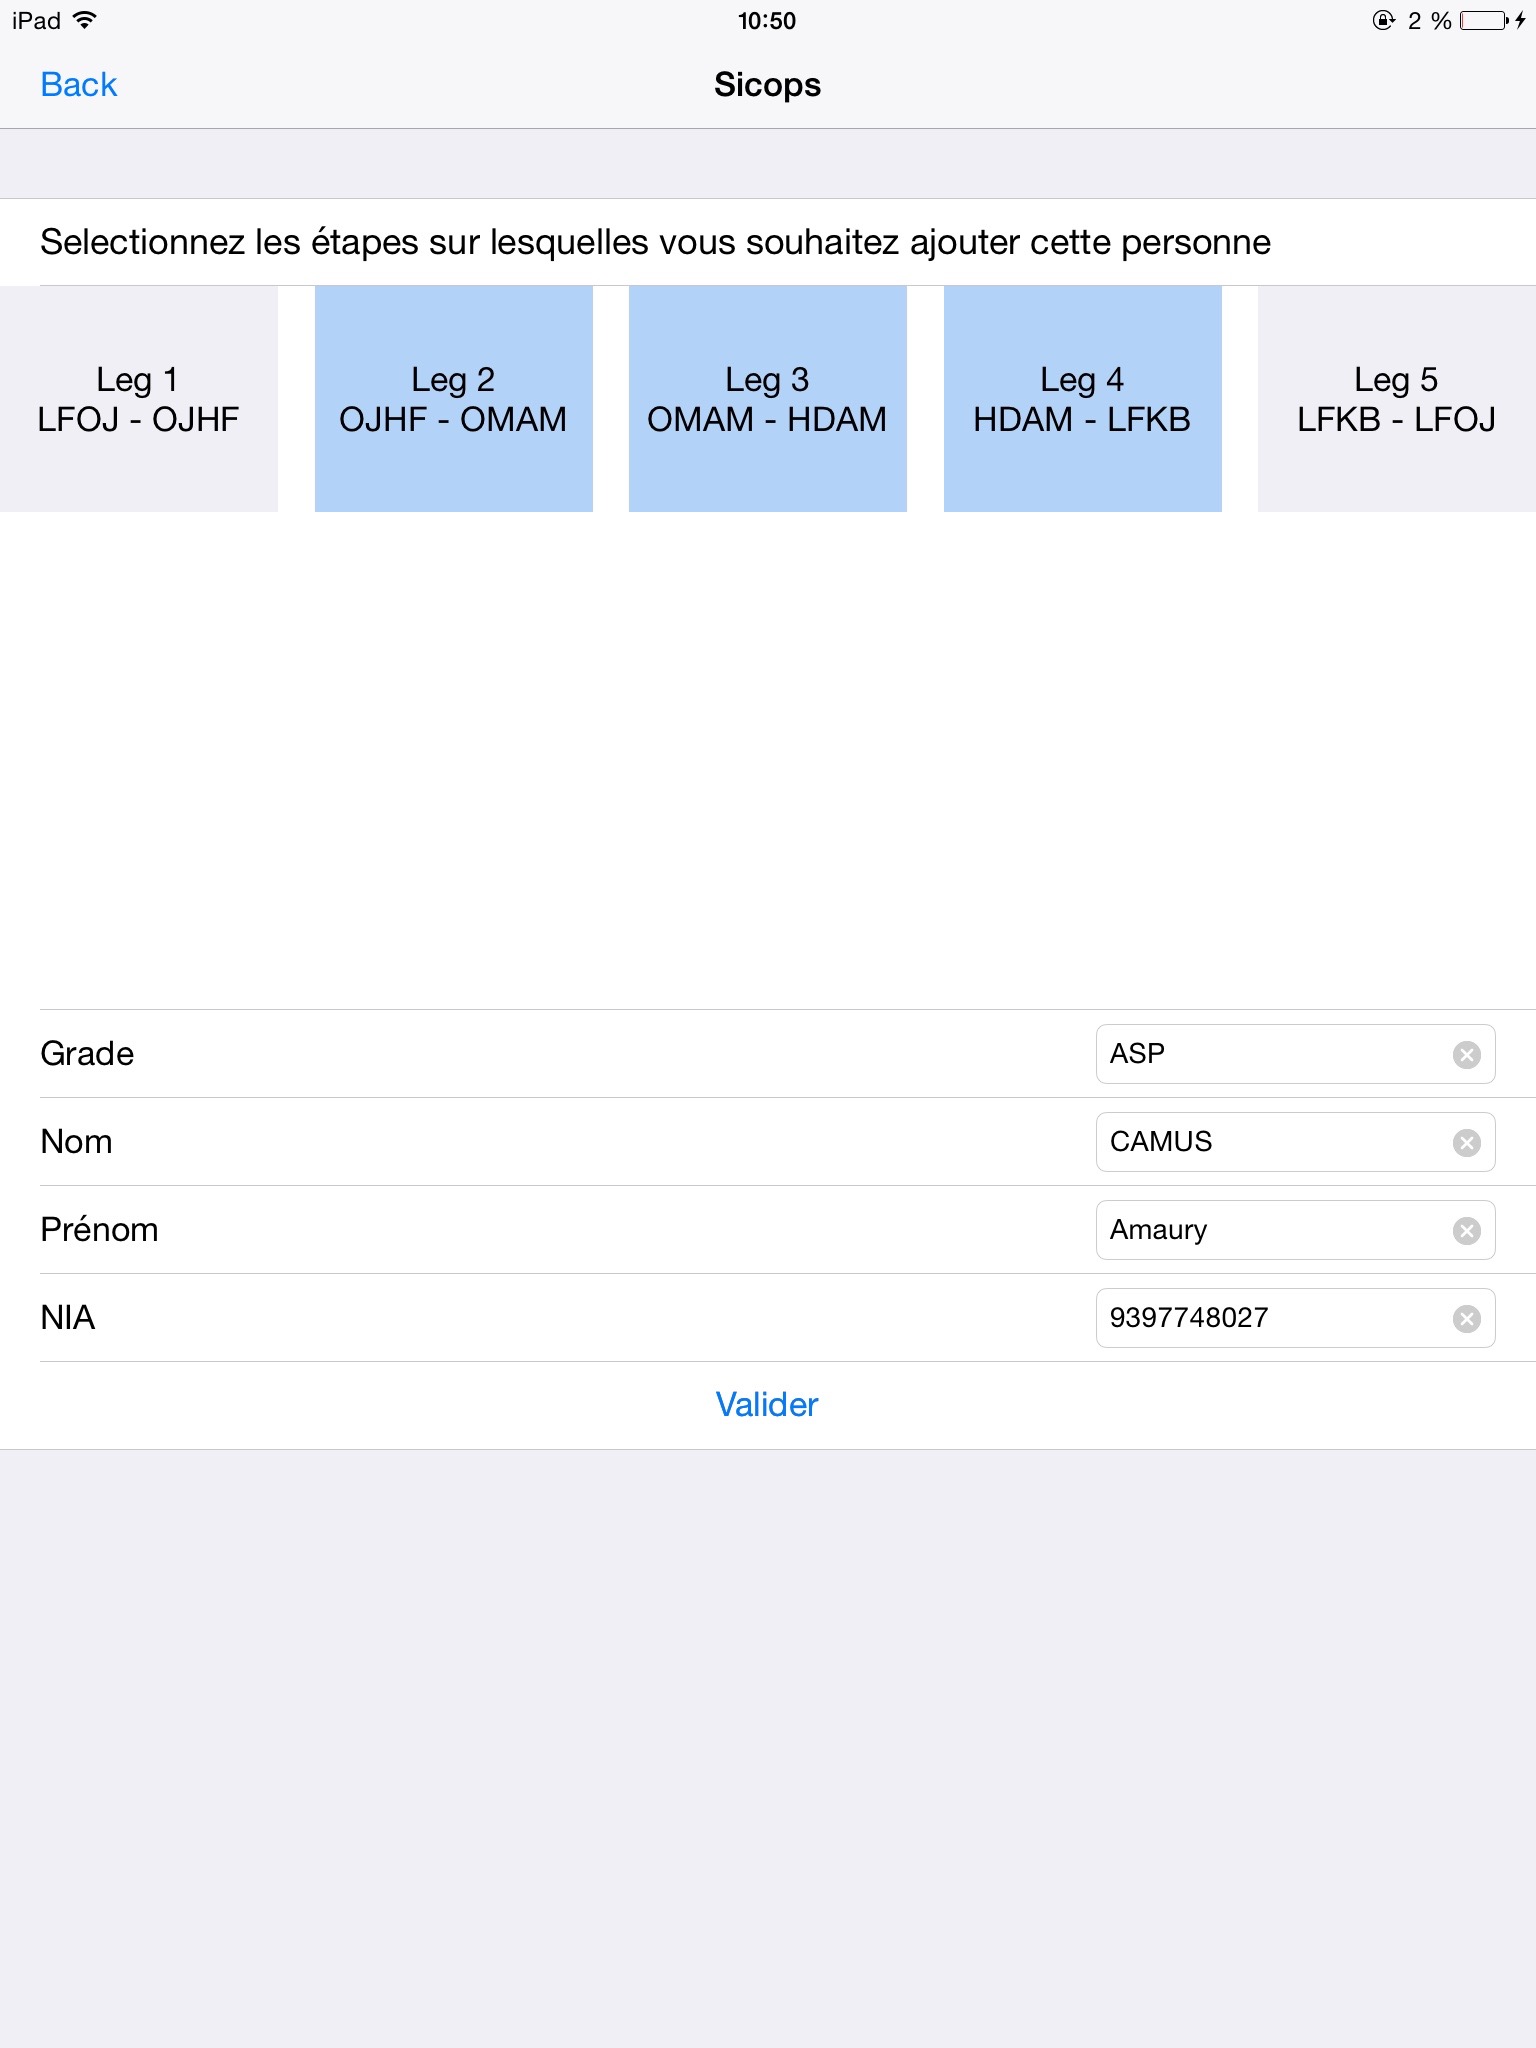 iPad 10:50 2 %
Back Sicops
Selectionnez les étapes sur lesquelles vous souhaitez ajouter cette personne
Leg 1
LFOJ - OJHF
Leg 2
OJHF - OMAM
Leg 3
OMAM - HDAM
Leg 4
HDAM - LFKB
Leg 5
LFKB - LFOJ
Grade ASP
Nom CAMUS
Prénom Amaury
NIA 9397748027
Valider